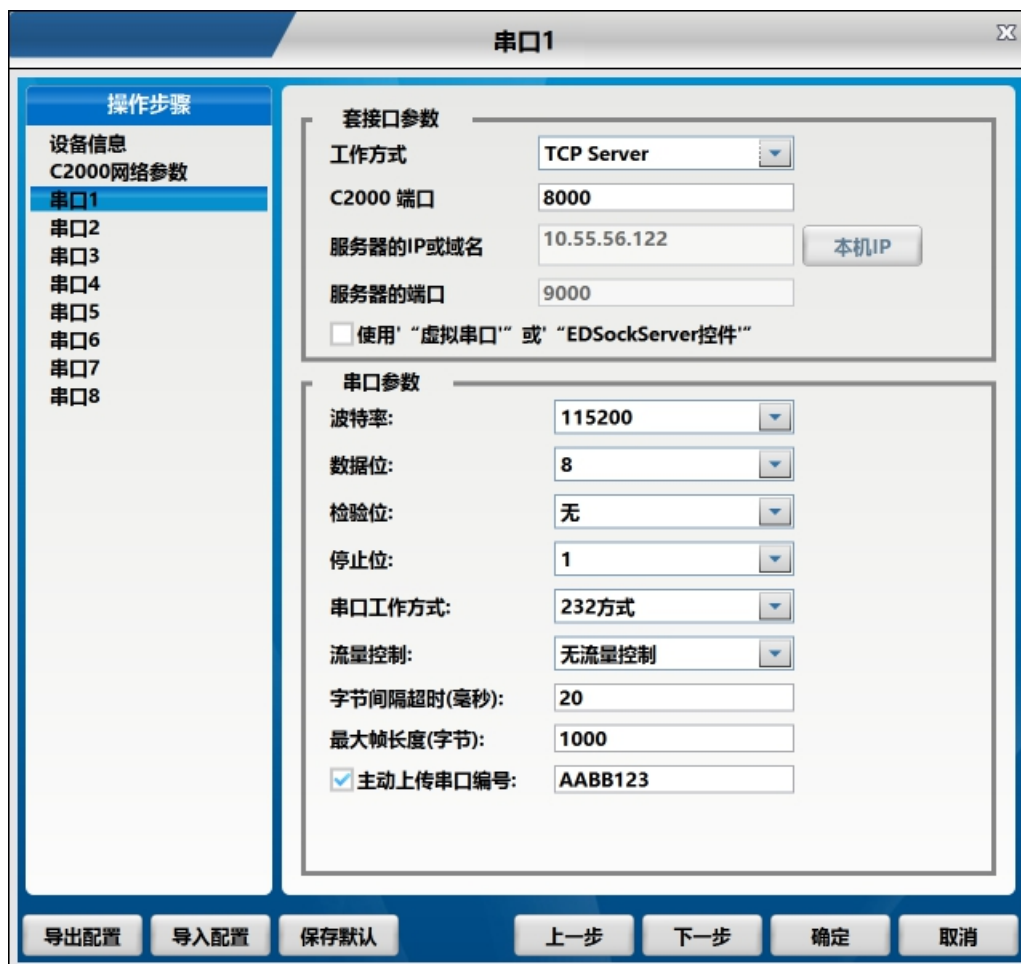 串口1
操作步骤
设备信息
C2000网络参数
串口1
串口2
串口3
串口4
串口5
串口6
串口7
串口8
套接口参数
工作方式 TCP Server
C2000 端口 8000
服务器的IP或域名 10.55.56.122 本机IP
服务器的端口 9000
使用'“虚拟串口'”或'“EDSockServer控件'”
串口参数
波特率: 115200
数据位: 8
检验位: 无
停止位: 1
串口工作方式: 232方式
流量控制: 无流量控制
字节间隔超时(毫秒): 20
最大帧长度(字节): 1000
主动上传串口编号: AABB123
导出配置 导入配置 保存默认 上一步 下一步 确定 取消